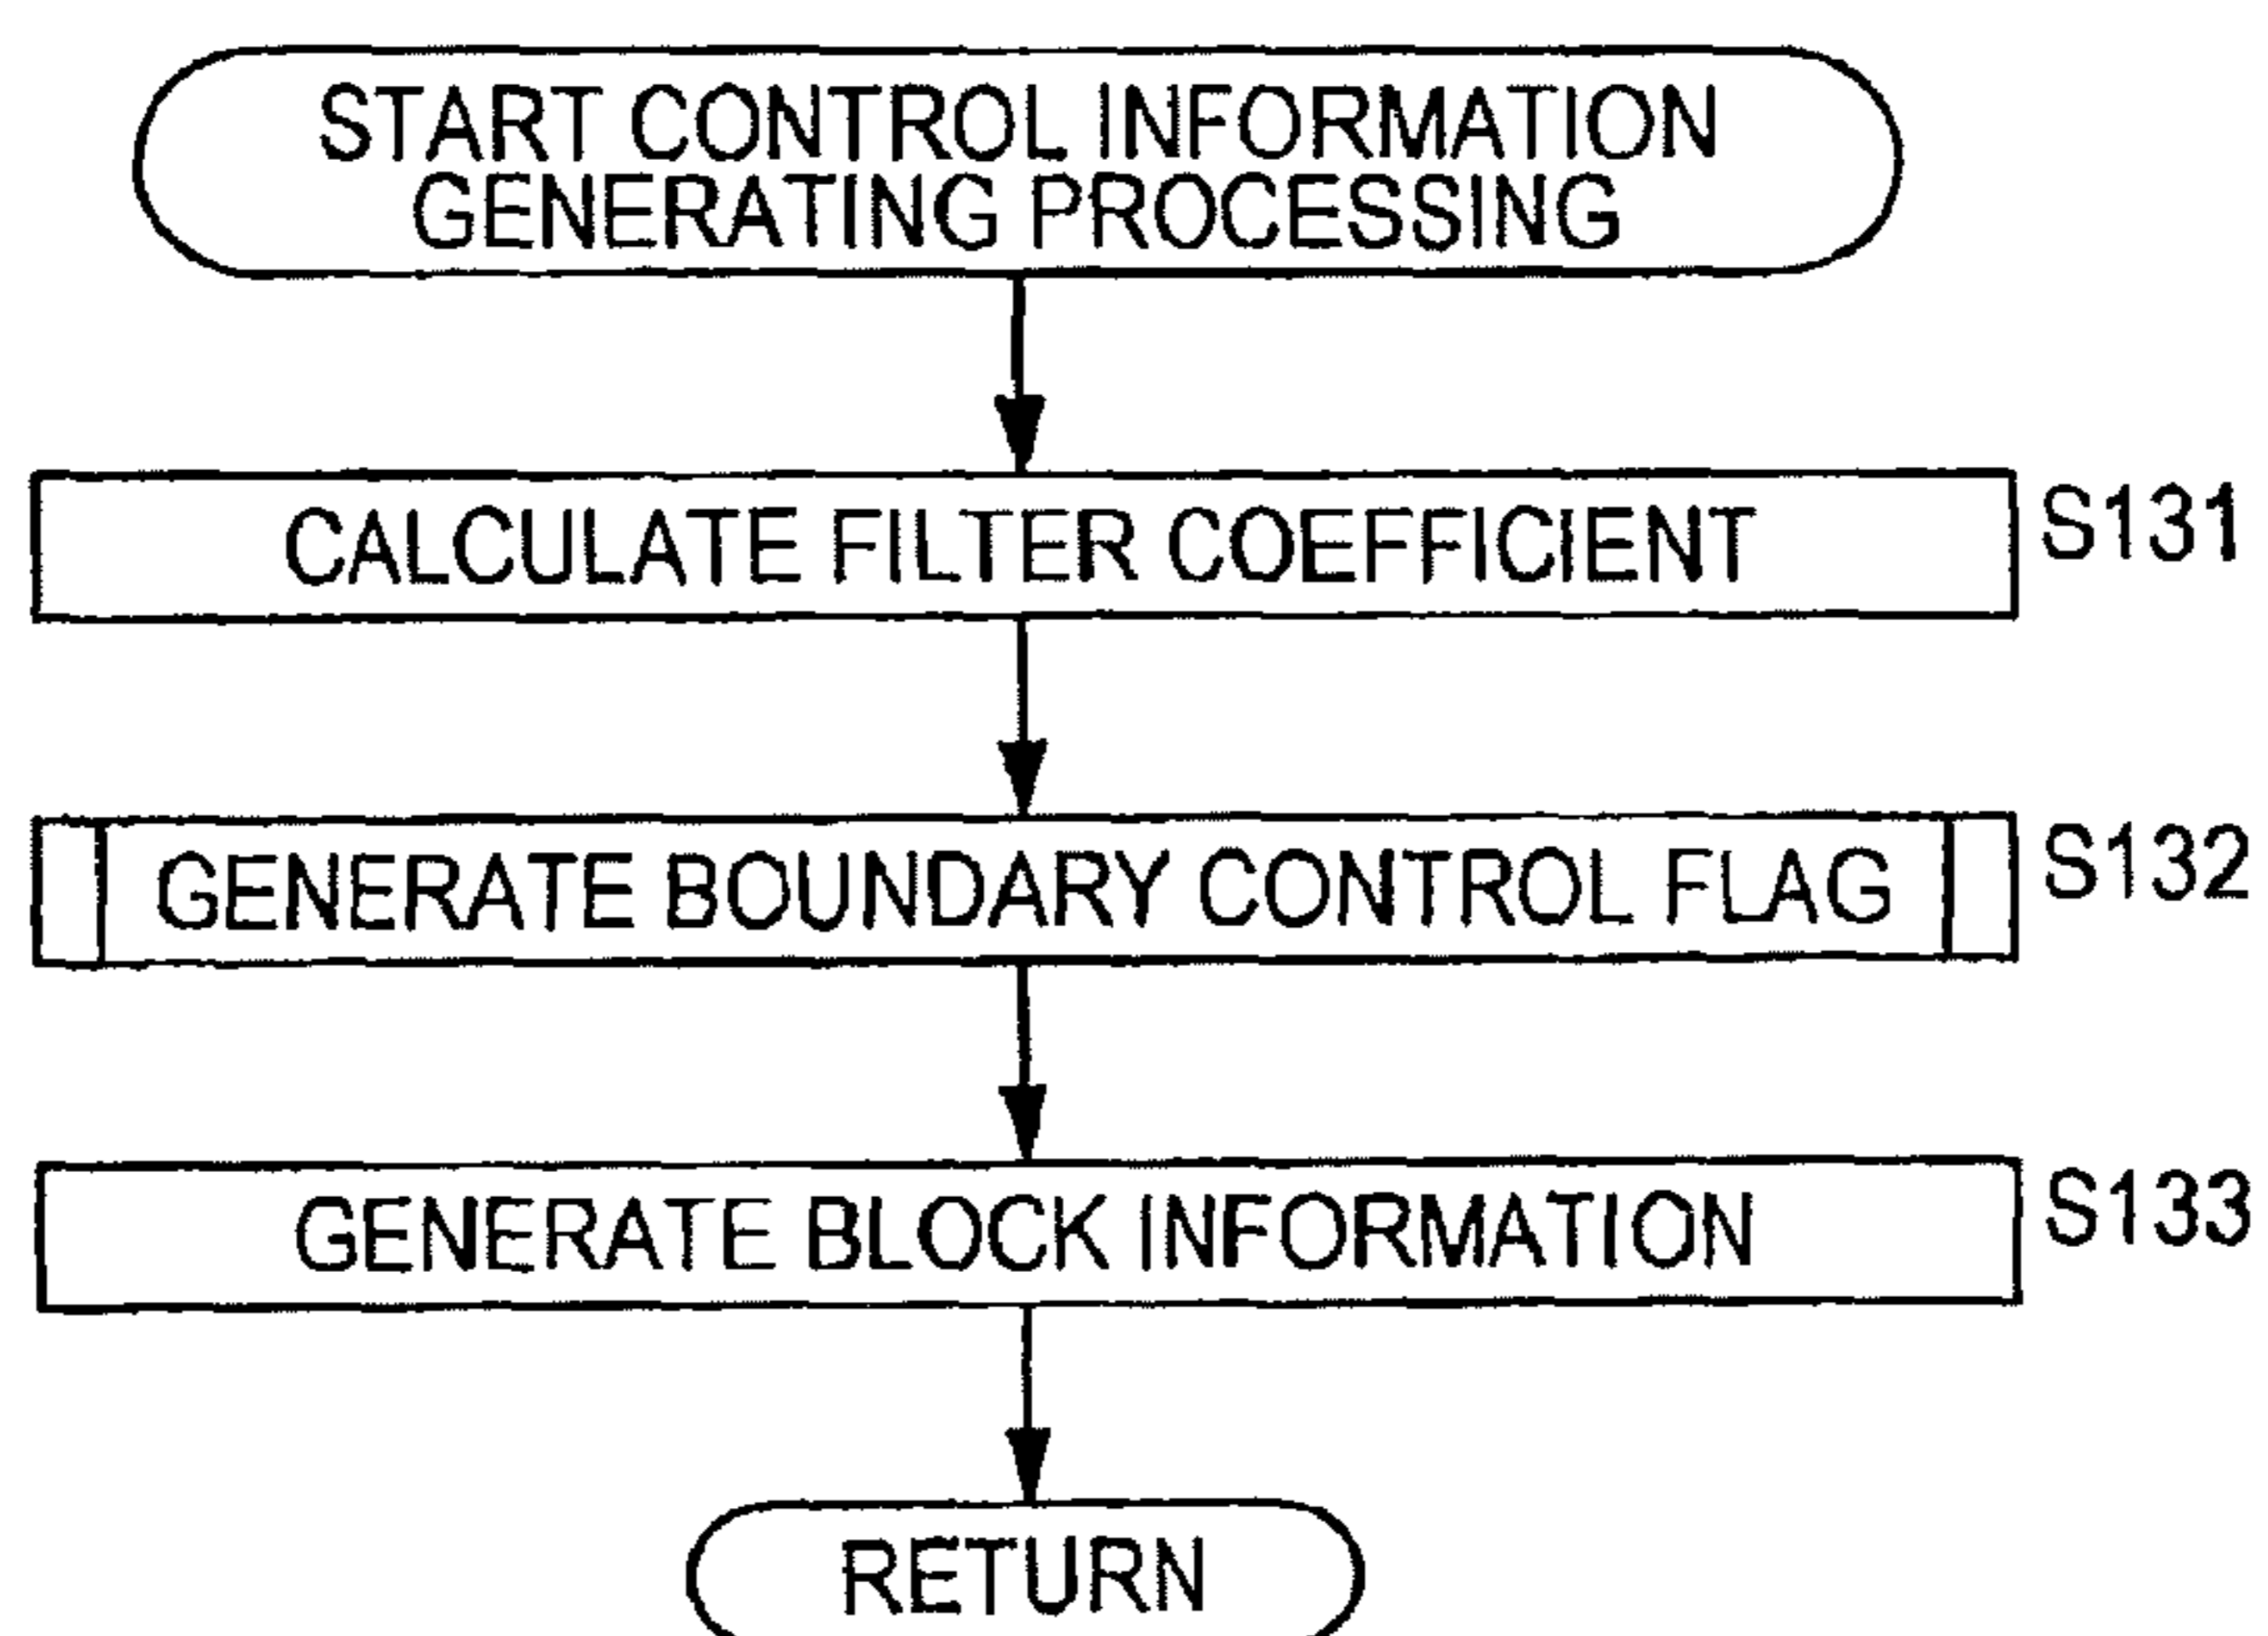 START CONTROL INFORMATION
GENERATING PROCESSING
CALCULATE FILTER COEFFICIENT
S131
GENERATE BOUNDARY CONTROL FLAG
S132
GENERATE BLOCK INFORMATION
S133
RETURN